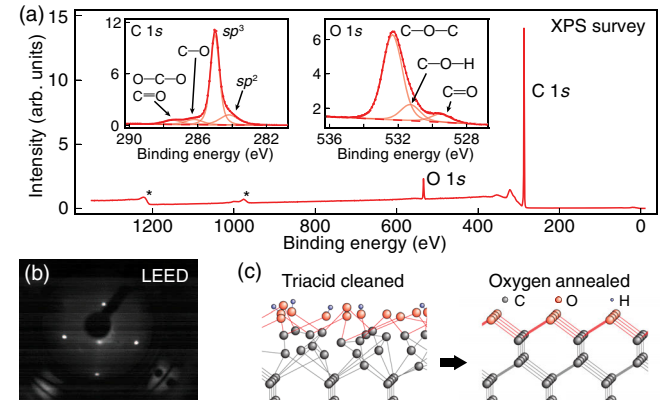 (a)
XPS survey
Intensity (arb. units)
15
10
5
0
C 1s
sp³
C—O
O—C—O
C=O
sp²
12
6
0
290 286 282
Binding energy (eV)
O 1s
C—O—C
C—O—H
C=O
6
4
2
536 532 528
Binding energy (eV)
C 1s
O 1s
* *
1200 1000 800 600 400 200 0
Binding energy (eV)
(b)
LEED
(c)
Triacid cleaned
Oxygen annealed
C O H